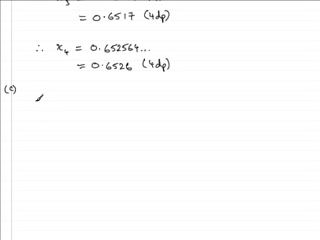 = 0.6517 (4dp)
∴ x₄ = 0.652564...
= 0.6526 (4dp)
(c)